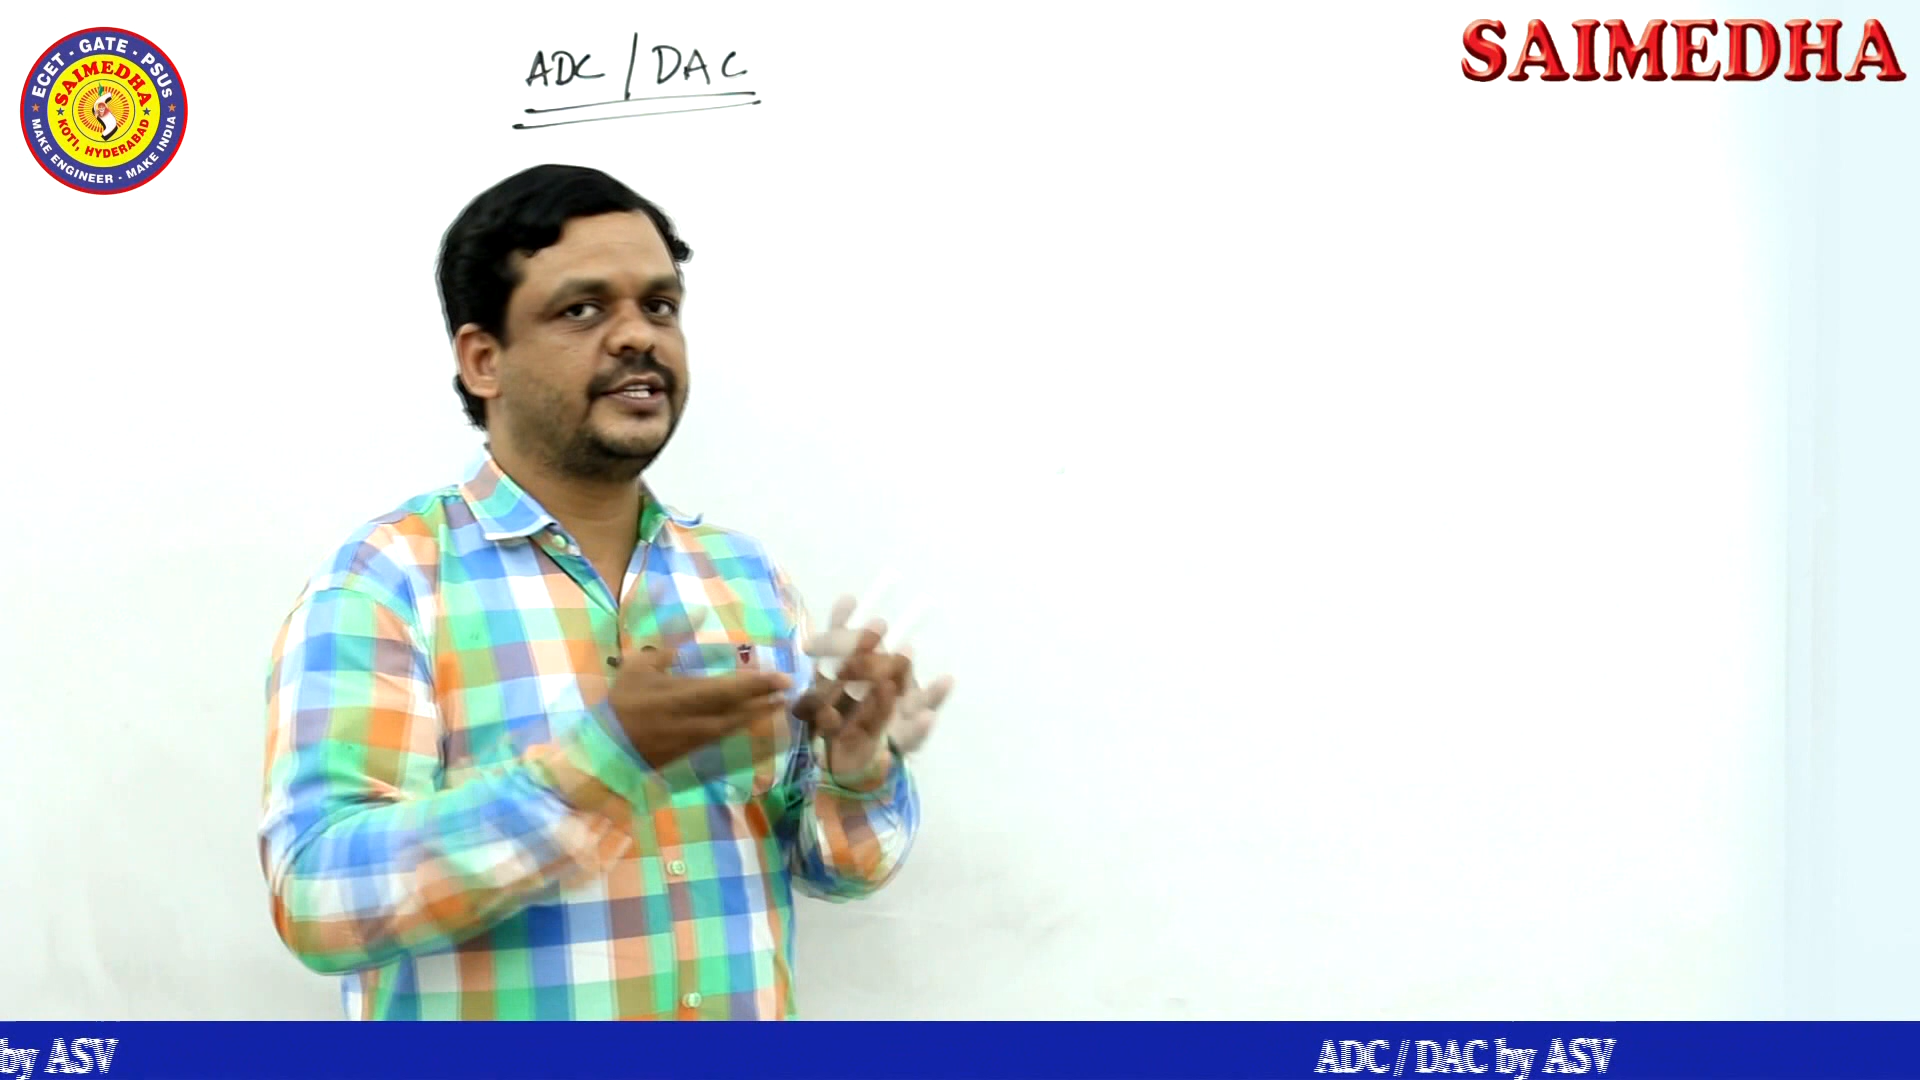 ADC / DAC
SAIMEDHA
ECET - GATE - PSUS
SAIMEDHA
KOTI, HYDERABAD
MAKE ENGINEER - MAKE INDIA
by ASV
ADC / DAC by ASV